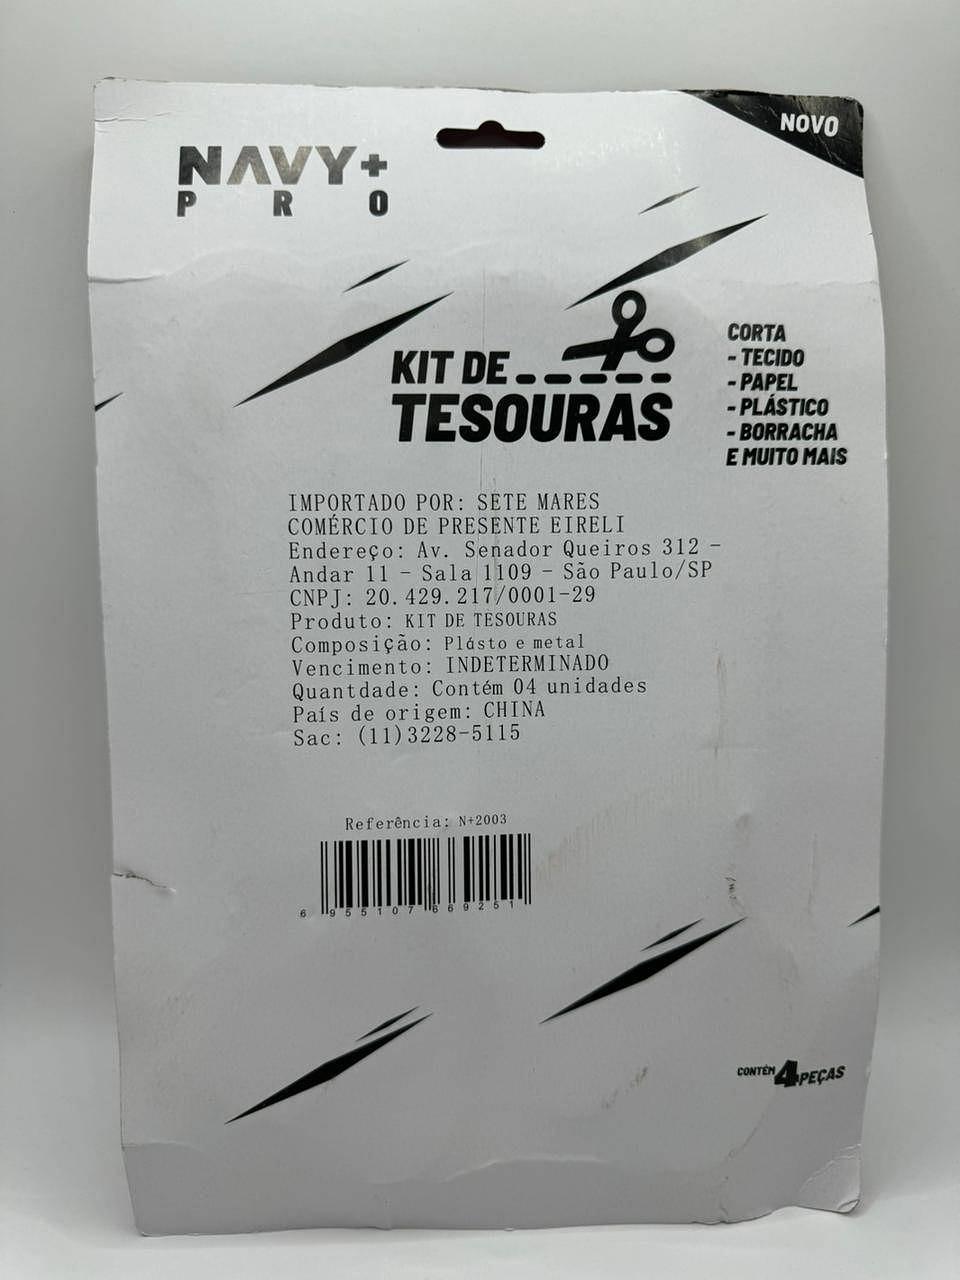 NOVO
NAVY+
PRO
KIT DE
TESOURAS
CORTA
- TECIDO
- PAPEL
- PLÁSTICO
- BORRACHA
E MUITO MAIS
IMPORTADO POR: SETE MARES
COMÉRCIO DE PRESENTE EIRELI
Endereço: Av. Senador Queiros 312 -
Andar 11 - Sala 1109 - São Paulo/SP
CNPJ: 20.429.217/0001-29
Produto: KIT DE TESOURAS
Composição: Plásto e metal
Vencimento: INDETERMINADO
Quantdade: Contém 04 unidades
País de origem: CHINA
Sac: (11)3228-5115
Referência: N+2003
6 955107 669251
CONTÉM 4 PEÇAS